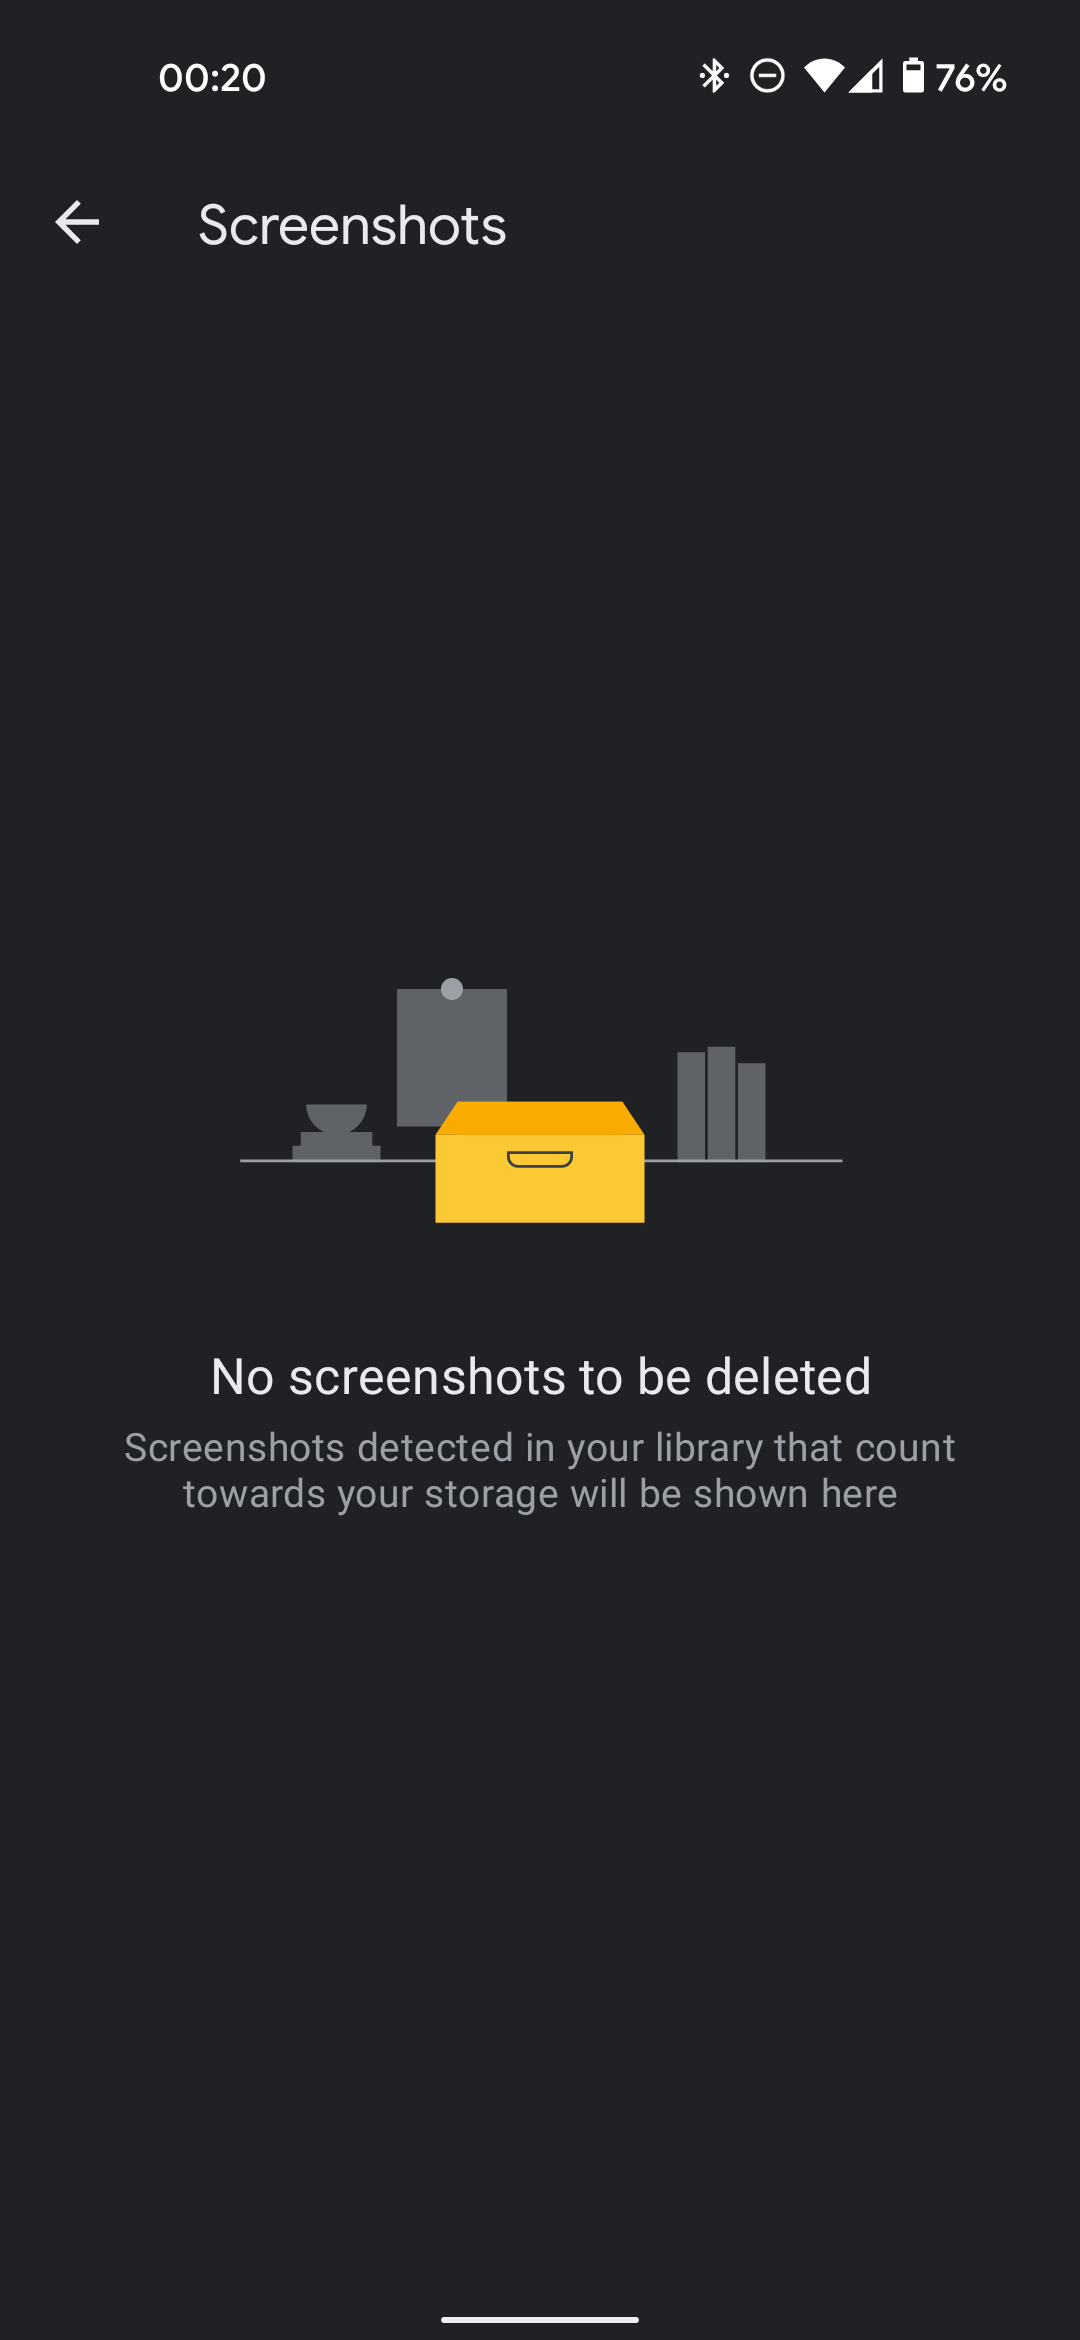 00:20 76%
Screenshots
No screenshots to be deleted
Screenshots detected in your library that count
towards your storage will be shown here